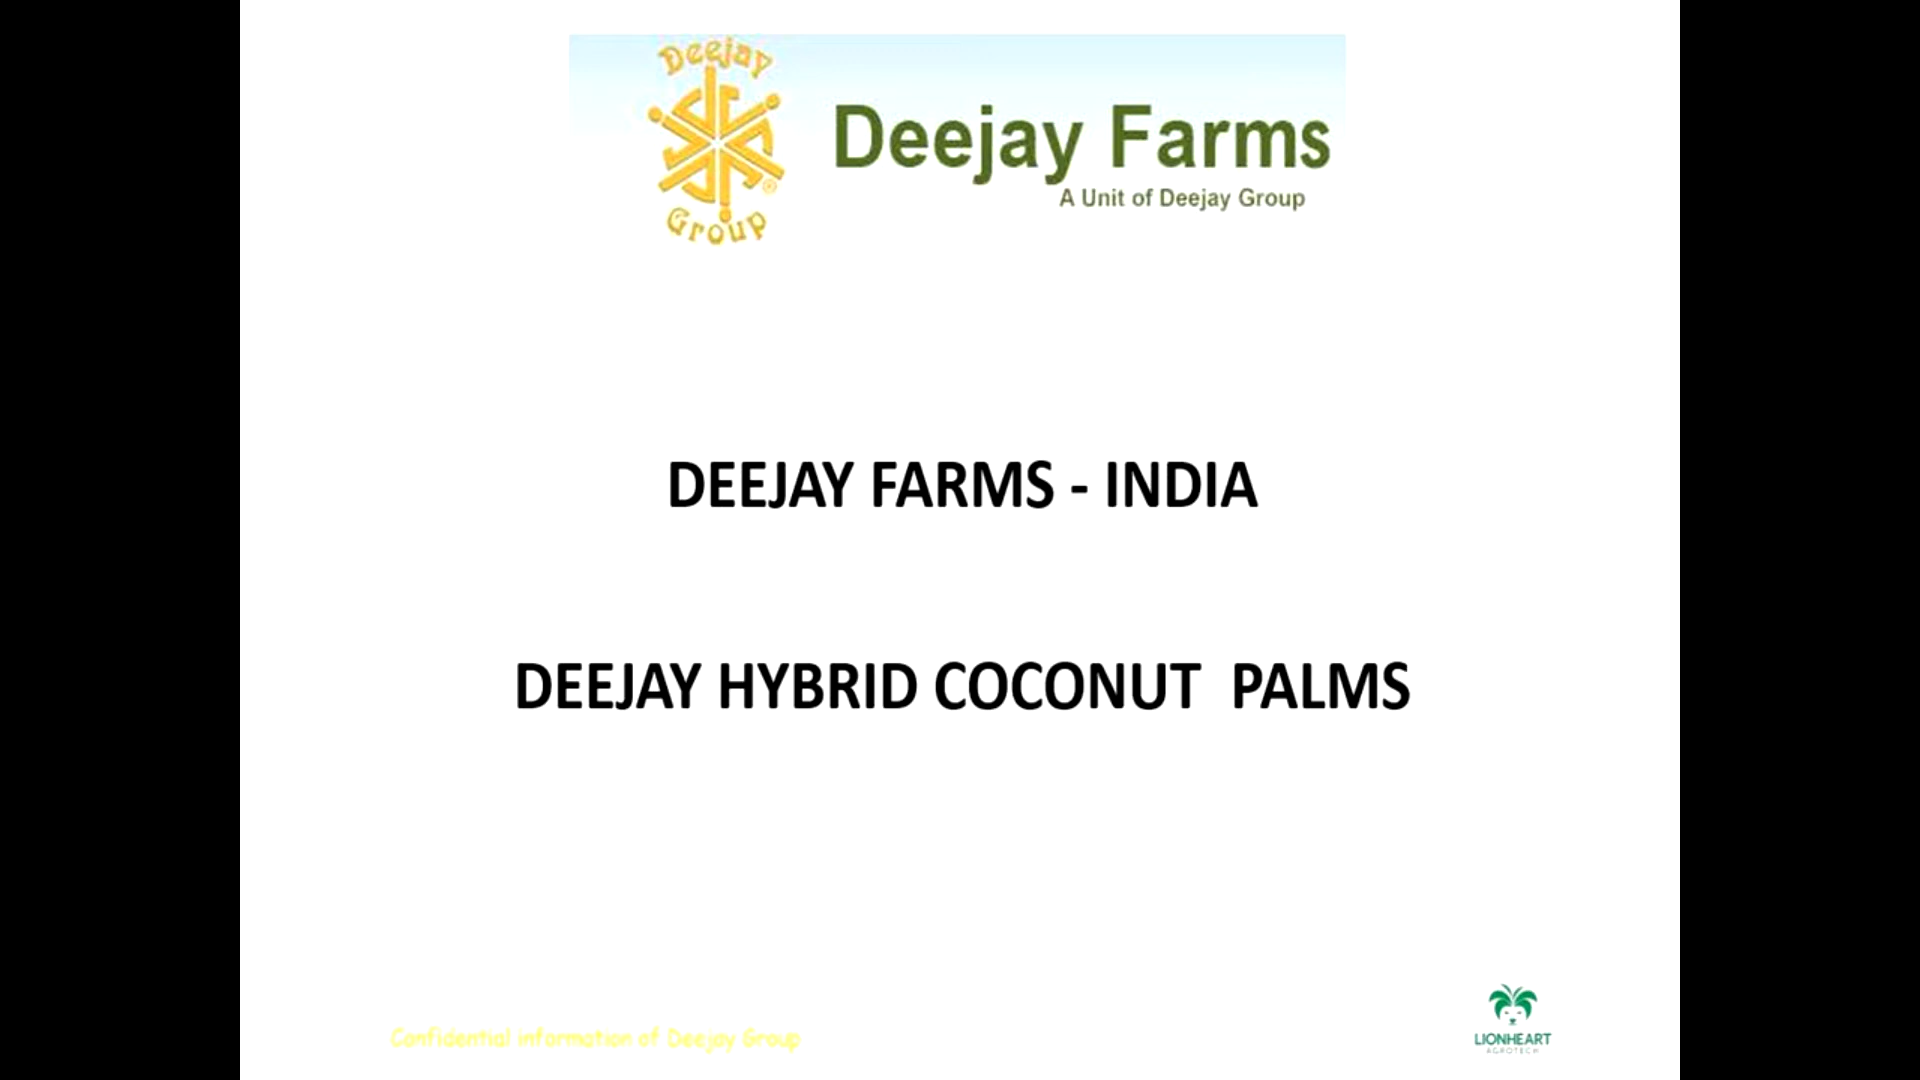 Deejay
Group
Deejay Farms
A Unit of Deejay Group
DEEJAY FARMS - INDIA
DEEJAY HYBRID COCONUT PALMS
Confidential information of Deejay Group
LIONHEART
AGROTECH